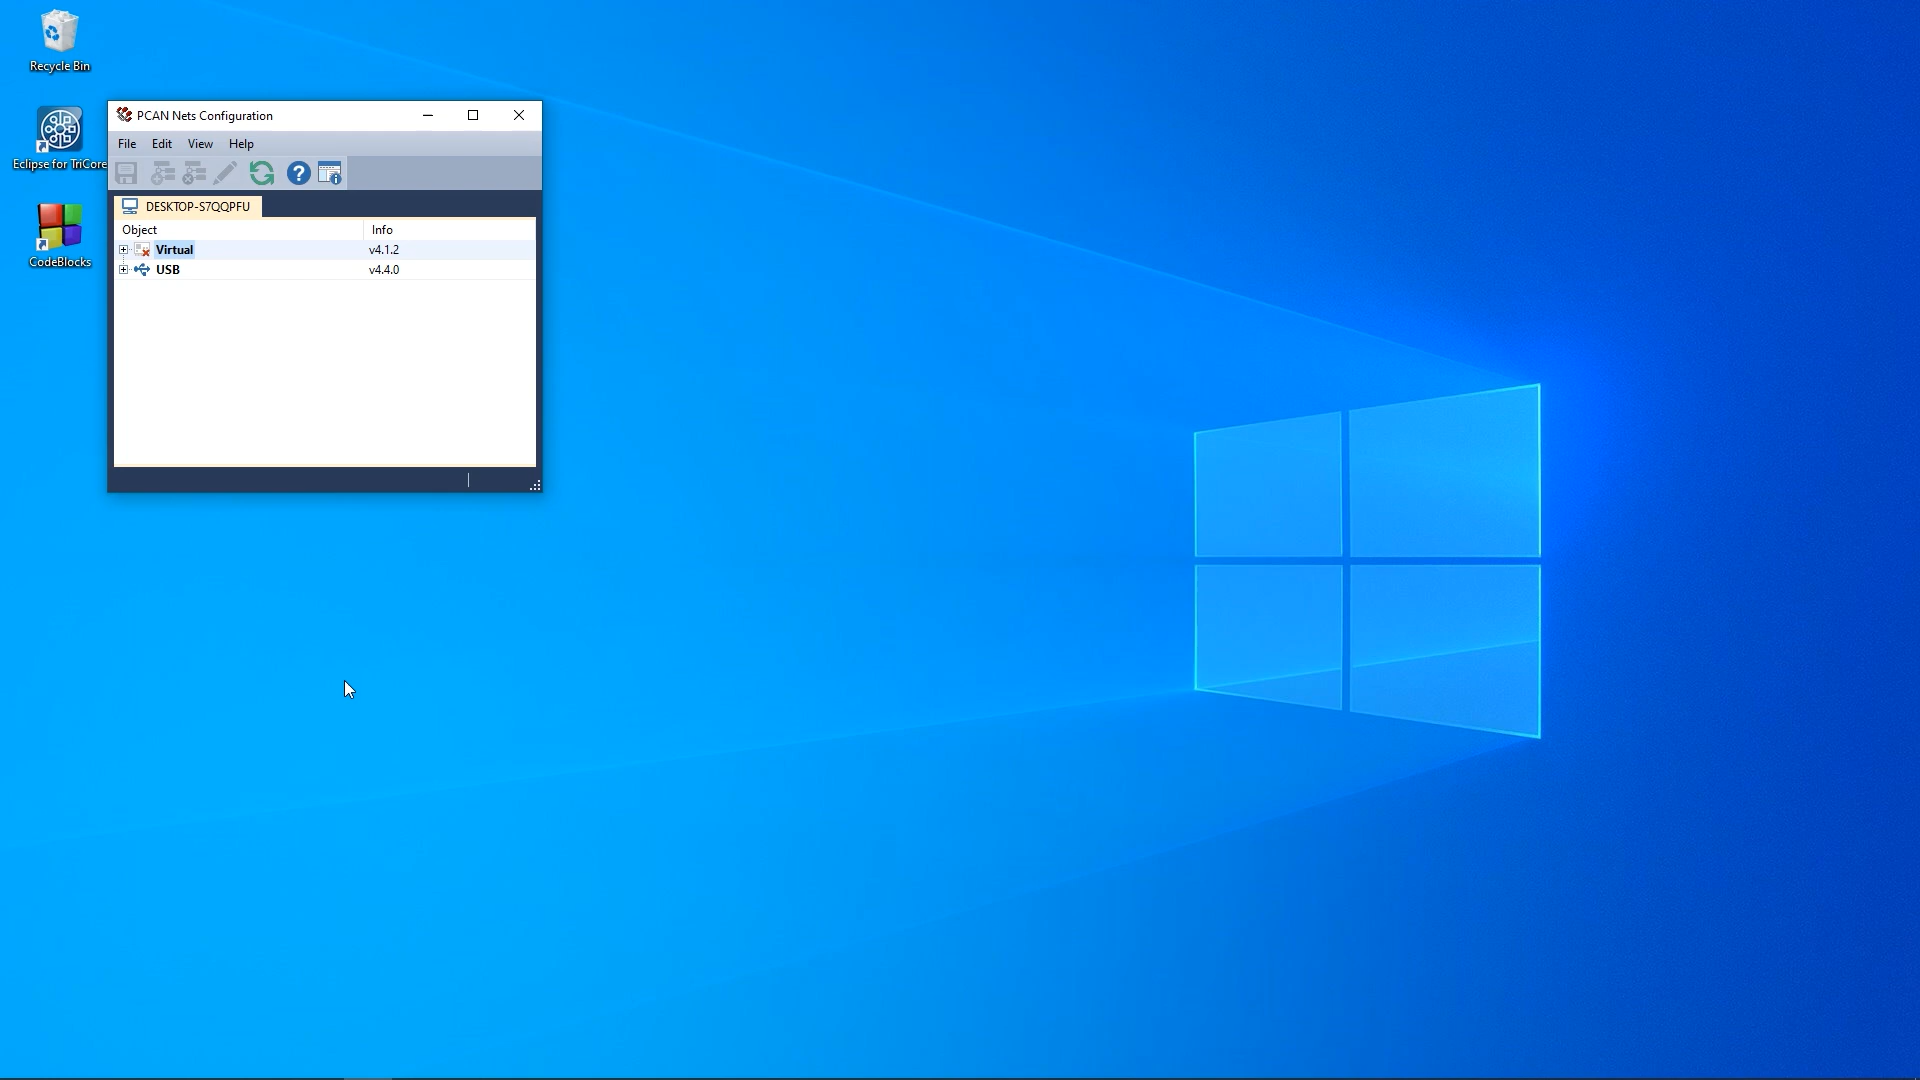 Recycle Bin
Eclipse for TriCore
CodeBlocks
PCAN Nets Configuration
File Edit View Help
DESKTOP-S7QQPFU
Object Info
Virtual v4.1.2
USB v4.4.0